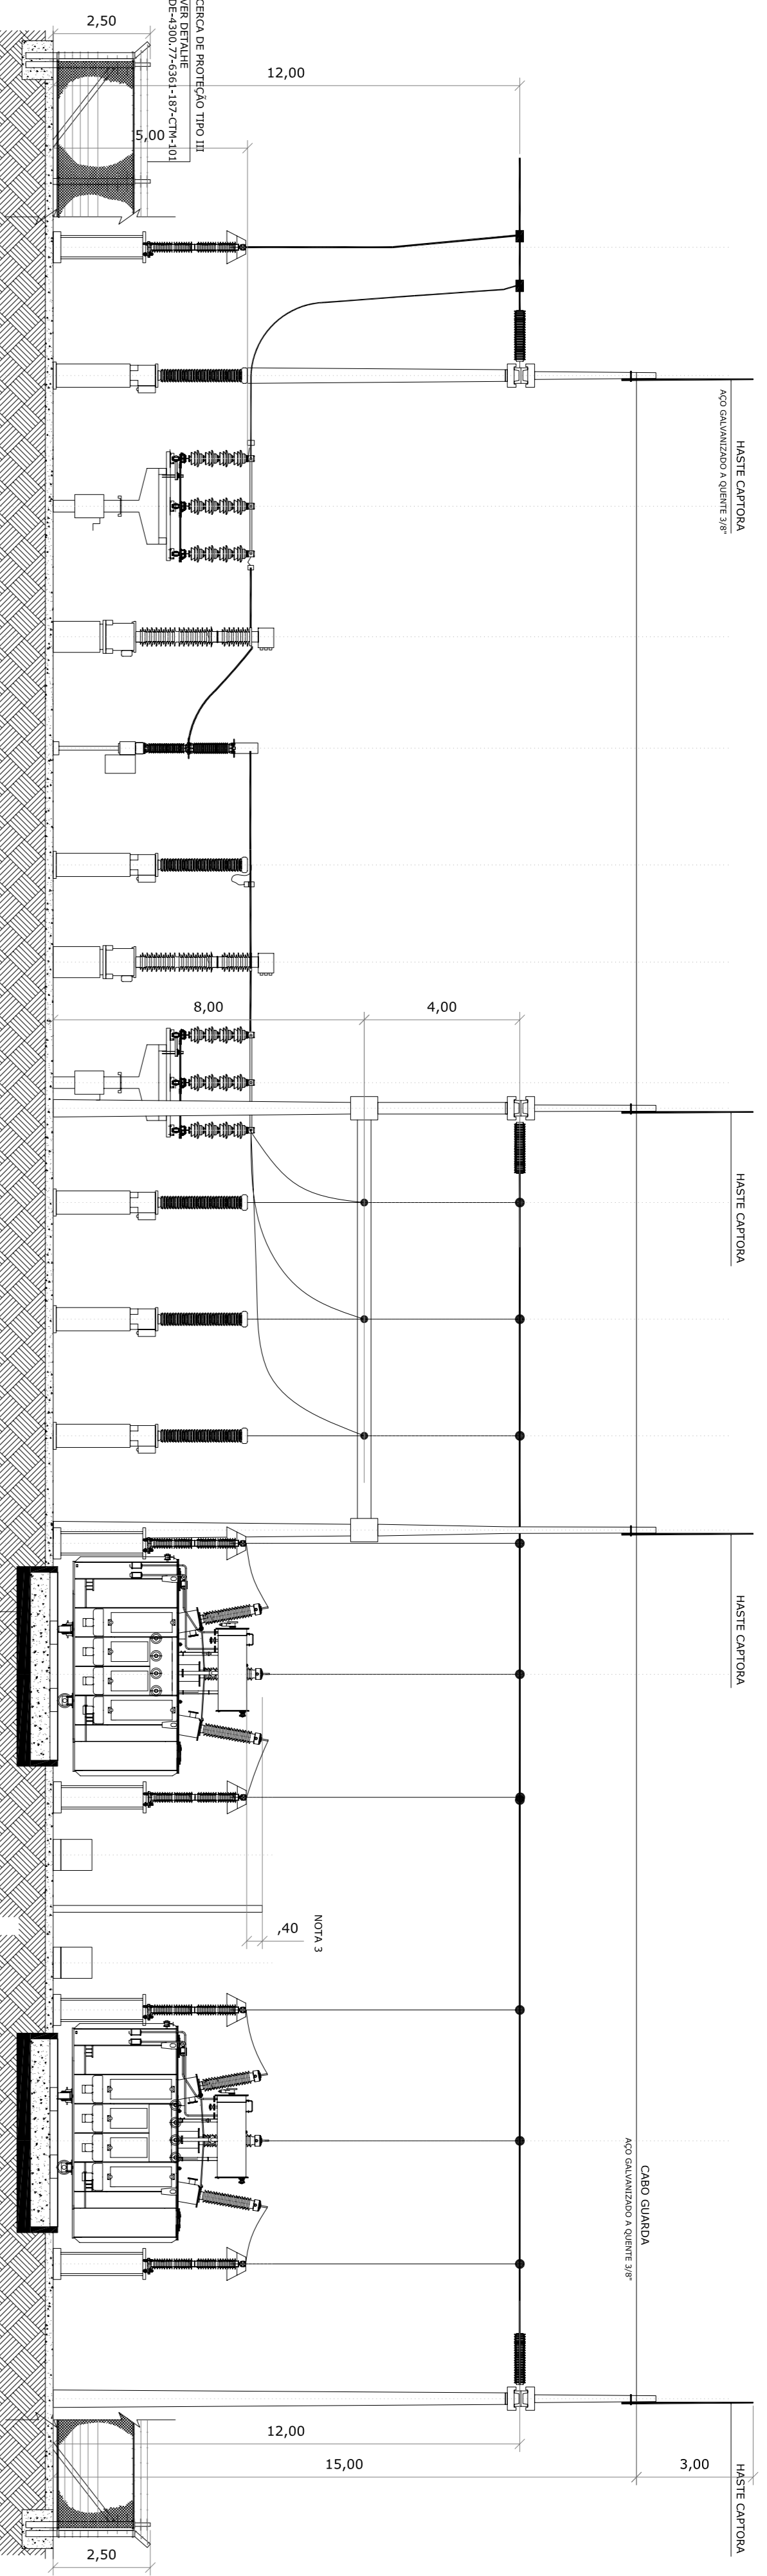 2,50
CERCA DE PROTEÇÃO TIPO III
VER DETALHE
DE-4300.77-6361-187-CTM-101
12,00
5,00
HASTE CAPTORA
AÇO GALVANIZADO A QUENTE 3/8"
8,00
4,00
HASTE CAPTORA
HASTE CAPTORA
NOTA 3
,40
CABO GUARDA
AÇO GALVANIZADO A QUENTE 3/8"
12,00
15,00
3,00
HASTE CAPTORA
2,50